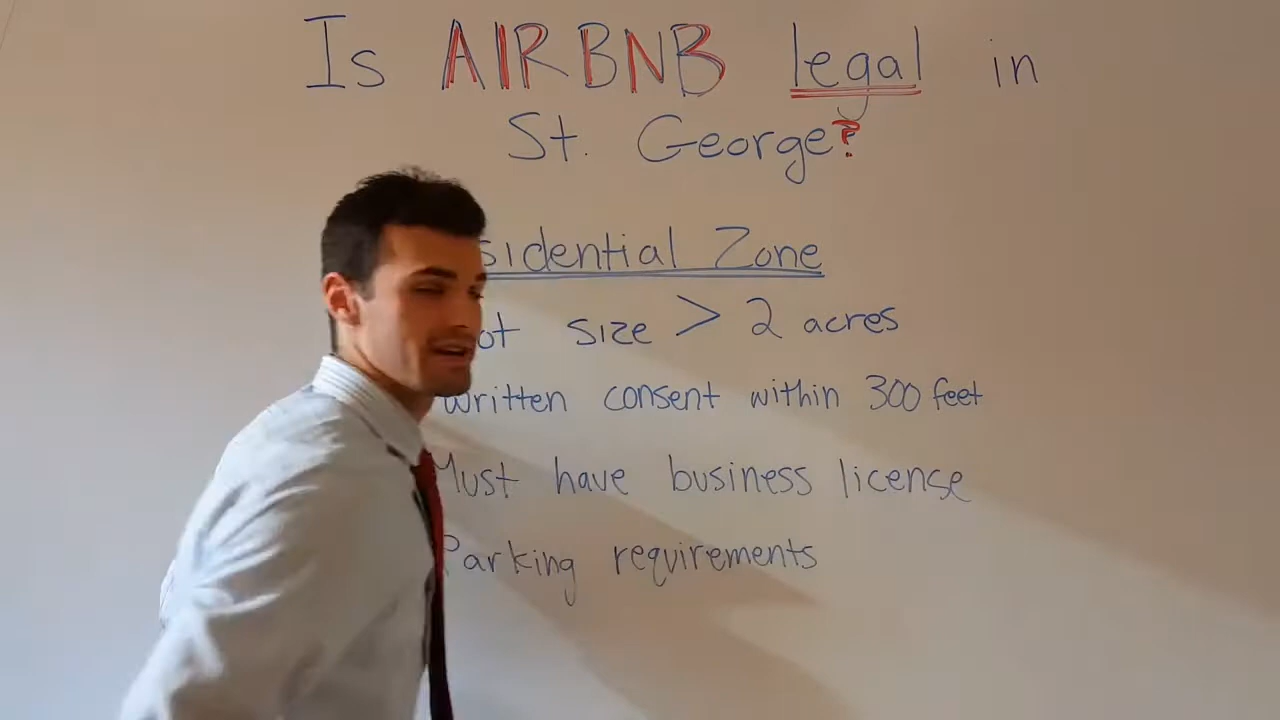 Is AIRBNB legal in
St. George?
sidential Zone
ot size > 2 acres
written consent within 300 feet
Must have business license
Parking requirements